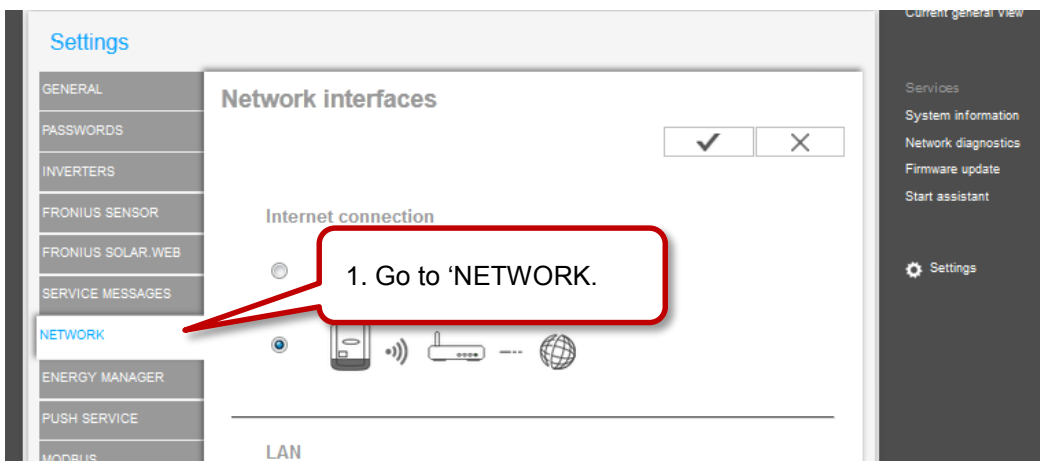 Current general View
Settings
GENERAL
PASSWORDS
INVERTERS
FRONIUS SENSOR
FRONIUS SOLAR.WEB
SERVICE MESSAGES
NETWORK
ENERGY MANAGER
PUSH SERVICE
MODBUS
Network interfaces
Internet connection
1. Go to ‘NETWORK.
LAN
Services
System information
Network diagnostics
Firmware update
Start assistant
Settings